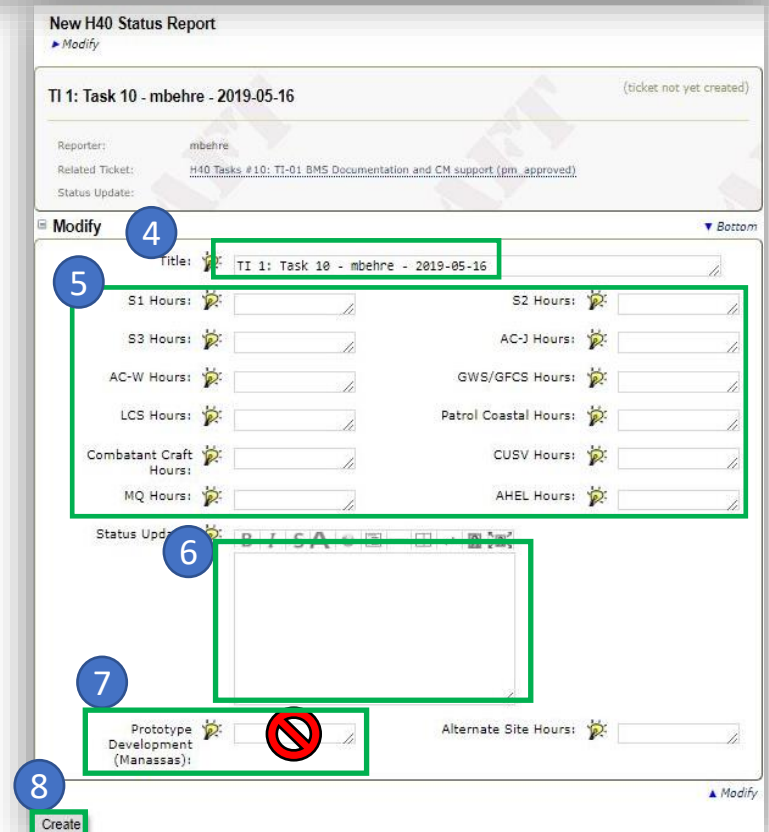 New H40 Status Report
▶ Modify
TI 1: Task 10 - mbehre - 2019-05-16
(ticket not yet created)
Reporter: mbehre
Related Ticket: H40 Tasks #10: TI-01 BMS Documentation and CM support (pm_approved)
Status Update:
Modify
▼ Bottom
4
Title: TI 1: Task 10 - mbehre - 2019-05-16
5
S1 Hours: S2 Hours:
S3 Hours: AC-J Hours:
AC-W Hours: GWS/GFCS Hours:
LCS Hours: Patrol Coastal Hours:
Combatant Craft Hours: CUSV Hours:
MQ Hours: AHEL Hours:
Status
6
B I S A
7
Prototype Development (Manassas): Alternate Site Hours:
8
▲ Modify
Create